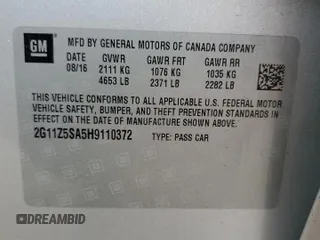 GM
MFD BY GENERAL MOTORS OF CANADA COMPANY
DATE GVWR GAWR FRT GAWR RR
08/16 2111 KG 1076 KG 1035 KG
4653 LB 2371 LB 2282 LB
THIS VEHICLE CONFORMS TO ALL APPLICABLE U.S. FEDERAL MOTOR
VEHICLE SAFETY, BUMPER, AND THEFT PREVENTION STANDARDS IN
EFFECT ON THE DATE OF MANUFACTURE SHOWN ABOVE.
2G11Z5SA5H9110372 TYPE: PASS CAR
DREAMBID